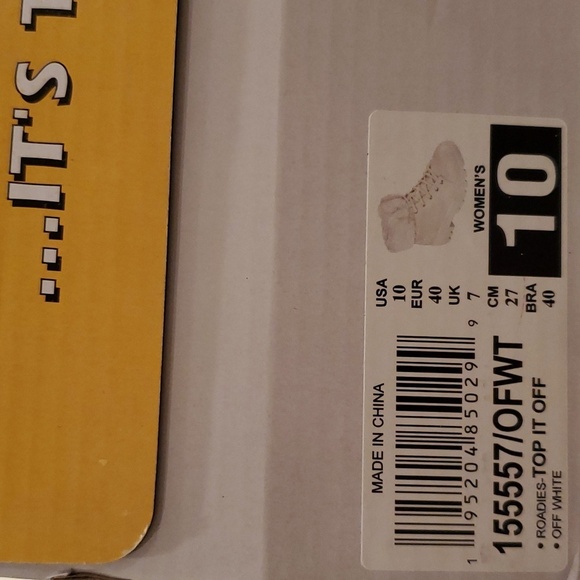 ...IT'S
WOMEN'S
10
USA
10
EUR
40
UK
7
CM
27
BRA
40
MADE IN CHINA
1 95204 85029 9
155557/OFWT
• ROADIES-TOP IT OFF
• OFF WHITE